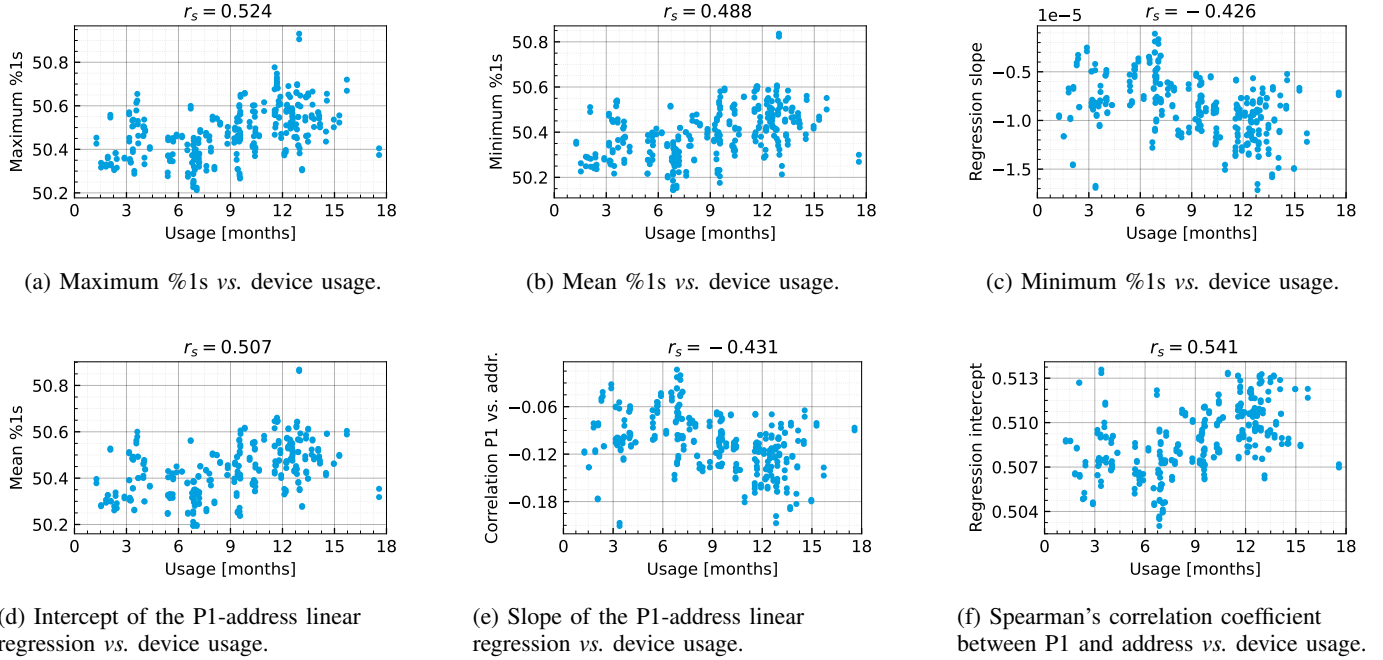 r_s = 0.524
Maximum %1s
50.8
50.6
50.4
50.2
0 3 6 9 12 15 18
Usage [months]
(a) Maximum %1s vs. device usage.
r_s = 0.488
Minimum %1s
50.8
50.6
50.4
50.2
0 3 6 9 12 15 18
Usage [months]
(b) Mean %1s vs. device usage.
1e−5
r_s = −0.426
Regression slope
−0.5
−1.0
−1.5
0 3 6 9 12 15 18
Usage [months]
(c) Minimum %1s vs. device usage.
r_s = 0.507
Mean %1s
50.8
50.6
50.4
50.2
0 3 6 9 12 15 18
Usage [months]
(d) Intercept of the P1-address linear
regression vs. device usage.
r_s = −0.431
Correlation P1 vs. addr.
−0.06
−0.12
−0.18
0 3 6 9 12 15 18
Usage [months]
(e) Slope of the P1-address linear
regression vs. device usage.
r_s = 0.541
Regression intercept
0.513
0.510
0.507
0.504
0 3 6 9 12 15 18
Usage [months]
(f) Spearman's correlation coefficient
between P1 and address vs. device usage.